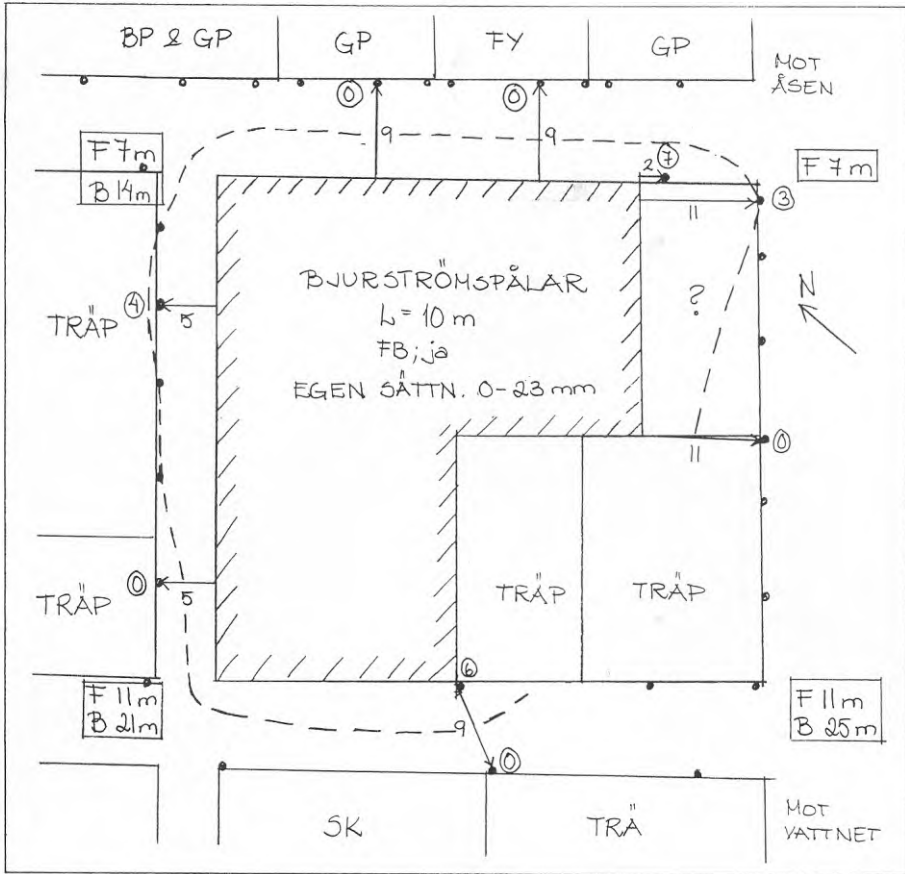 BP & GP
GP
FY
GP
MOT
ÅSEN
0
0
9
9
F 7m
B 14m
2
7
F 7m
11
3
BJURSTRÖMSPÅLAR
L = 10 m
FB; ja
EGEN SÄTTN. 0-23 mm
?
N
4
5
TRÄP
11
0
0
5
TRÄP
TRÄP
TRÄP
6
F 11m
B 21m
F 11m
B 25m
9
0
SK
TRÄ
MOT
VATTNET